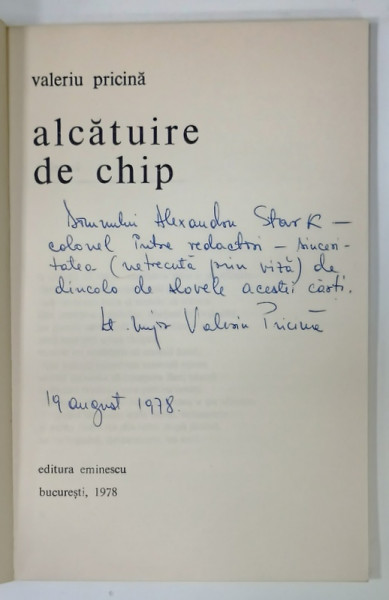 valeriu pricină
alcătuire
de chip
Domnului Alexandru Stark —
colonel între redactori — sinceri-
tatea (netrecută prin viză) de
dincolo de slovele acestei cărți.
lt. major Valeriu Pricină
19 august 1978.
editura eminescu
bucurești, 1978